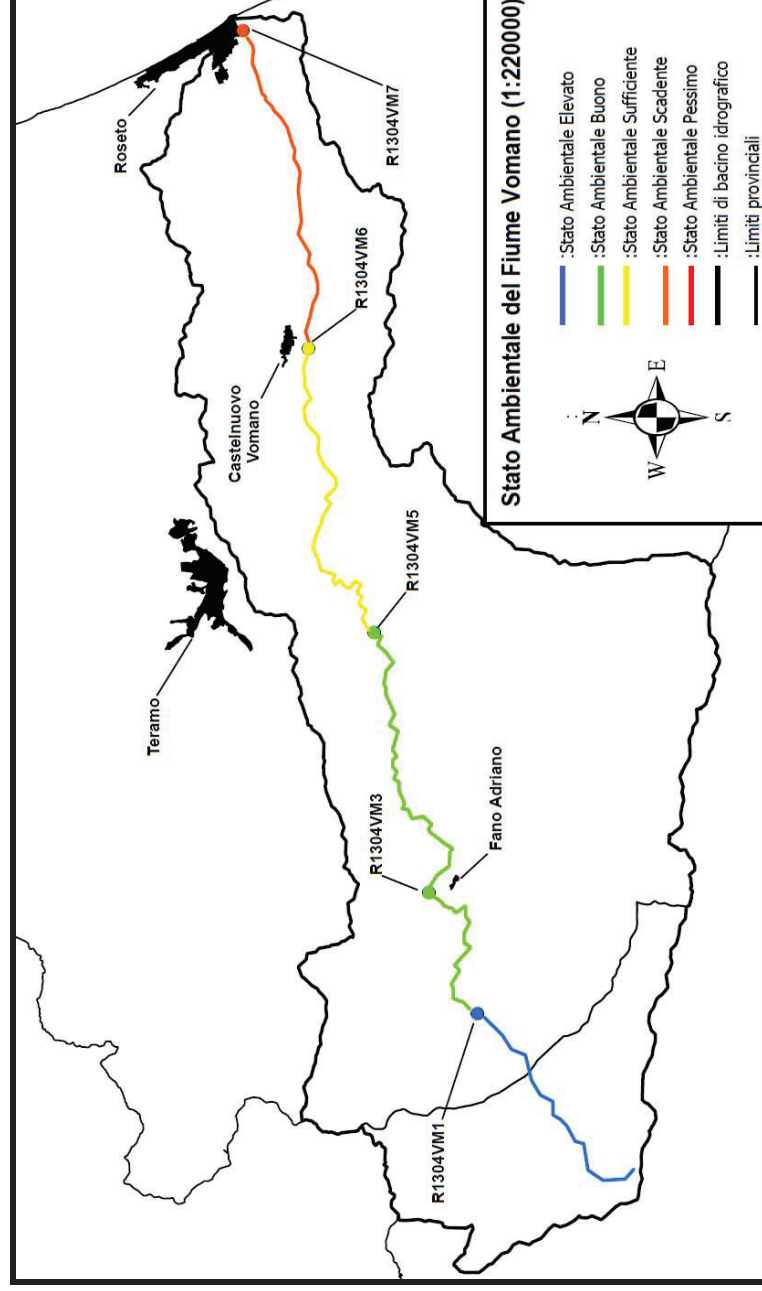 Roseto
R1304VM7
R1304VM6
Castelnuovo
Vomano
Teramo
R1304VM5
R1304VM3
Fano Adriano
R1304VM1
Stato Ambientale del Fiume Vomano (1:220000)
N
W
E
S
:Stato Ambientale Elevato
:Stato Ambientale Buono
:Stato Ambientale Sufficiente
:Stato Ambientale Scadente
:Stato Ambientale Pessimo
:Limiti di bacino idrografico
:Limiti provinciali